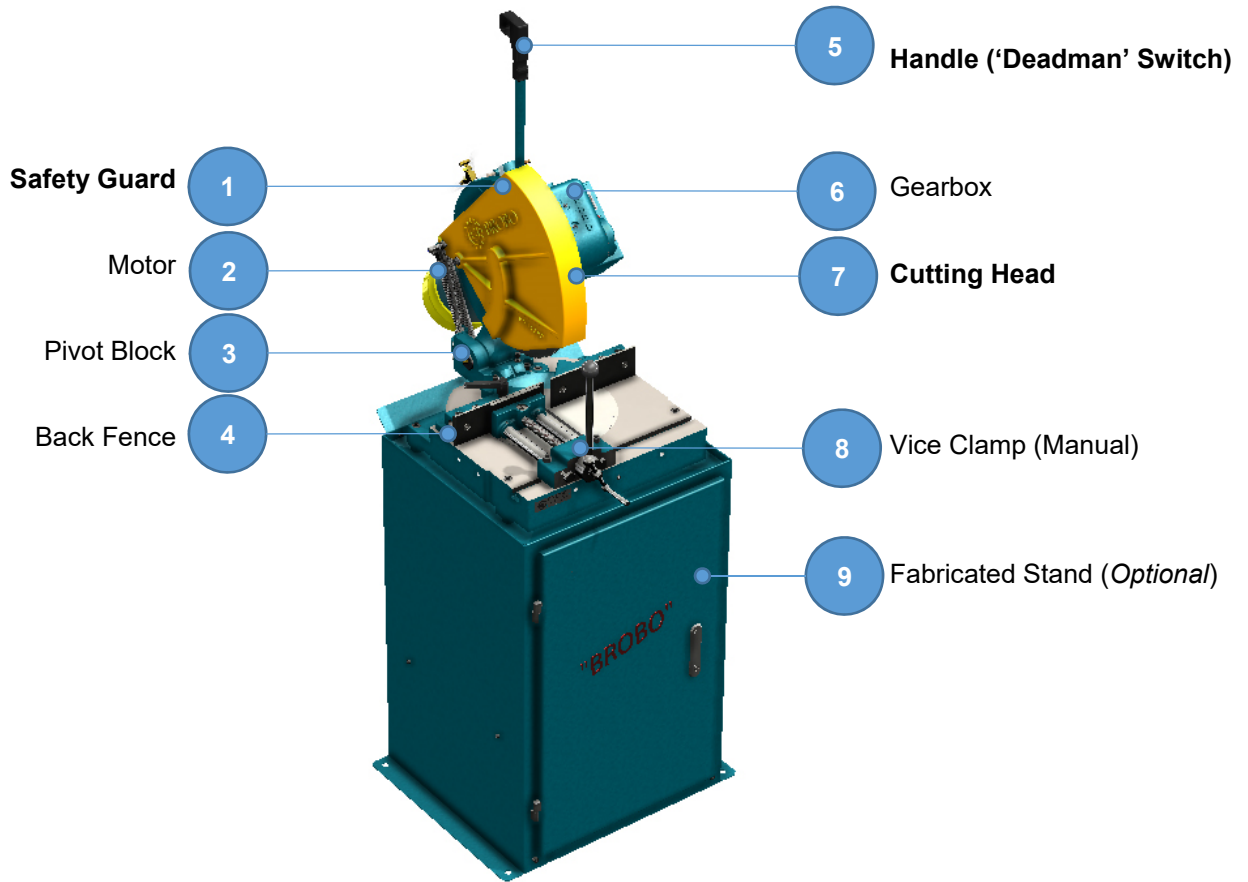 5
Handle (‘Deadman’ Switch)
Safety Guard
1
6
Gearbox
Motor
2
7
Cutting Head
Pivot Block
3
Back Fence
4
8
Vice Clamp (Manual)
9
Fabricated Stand (Optional)
BROBO
"BROBO"